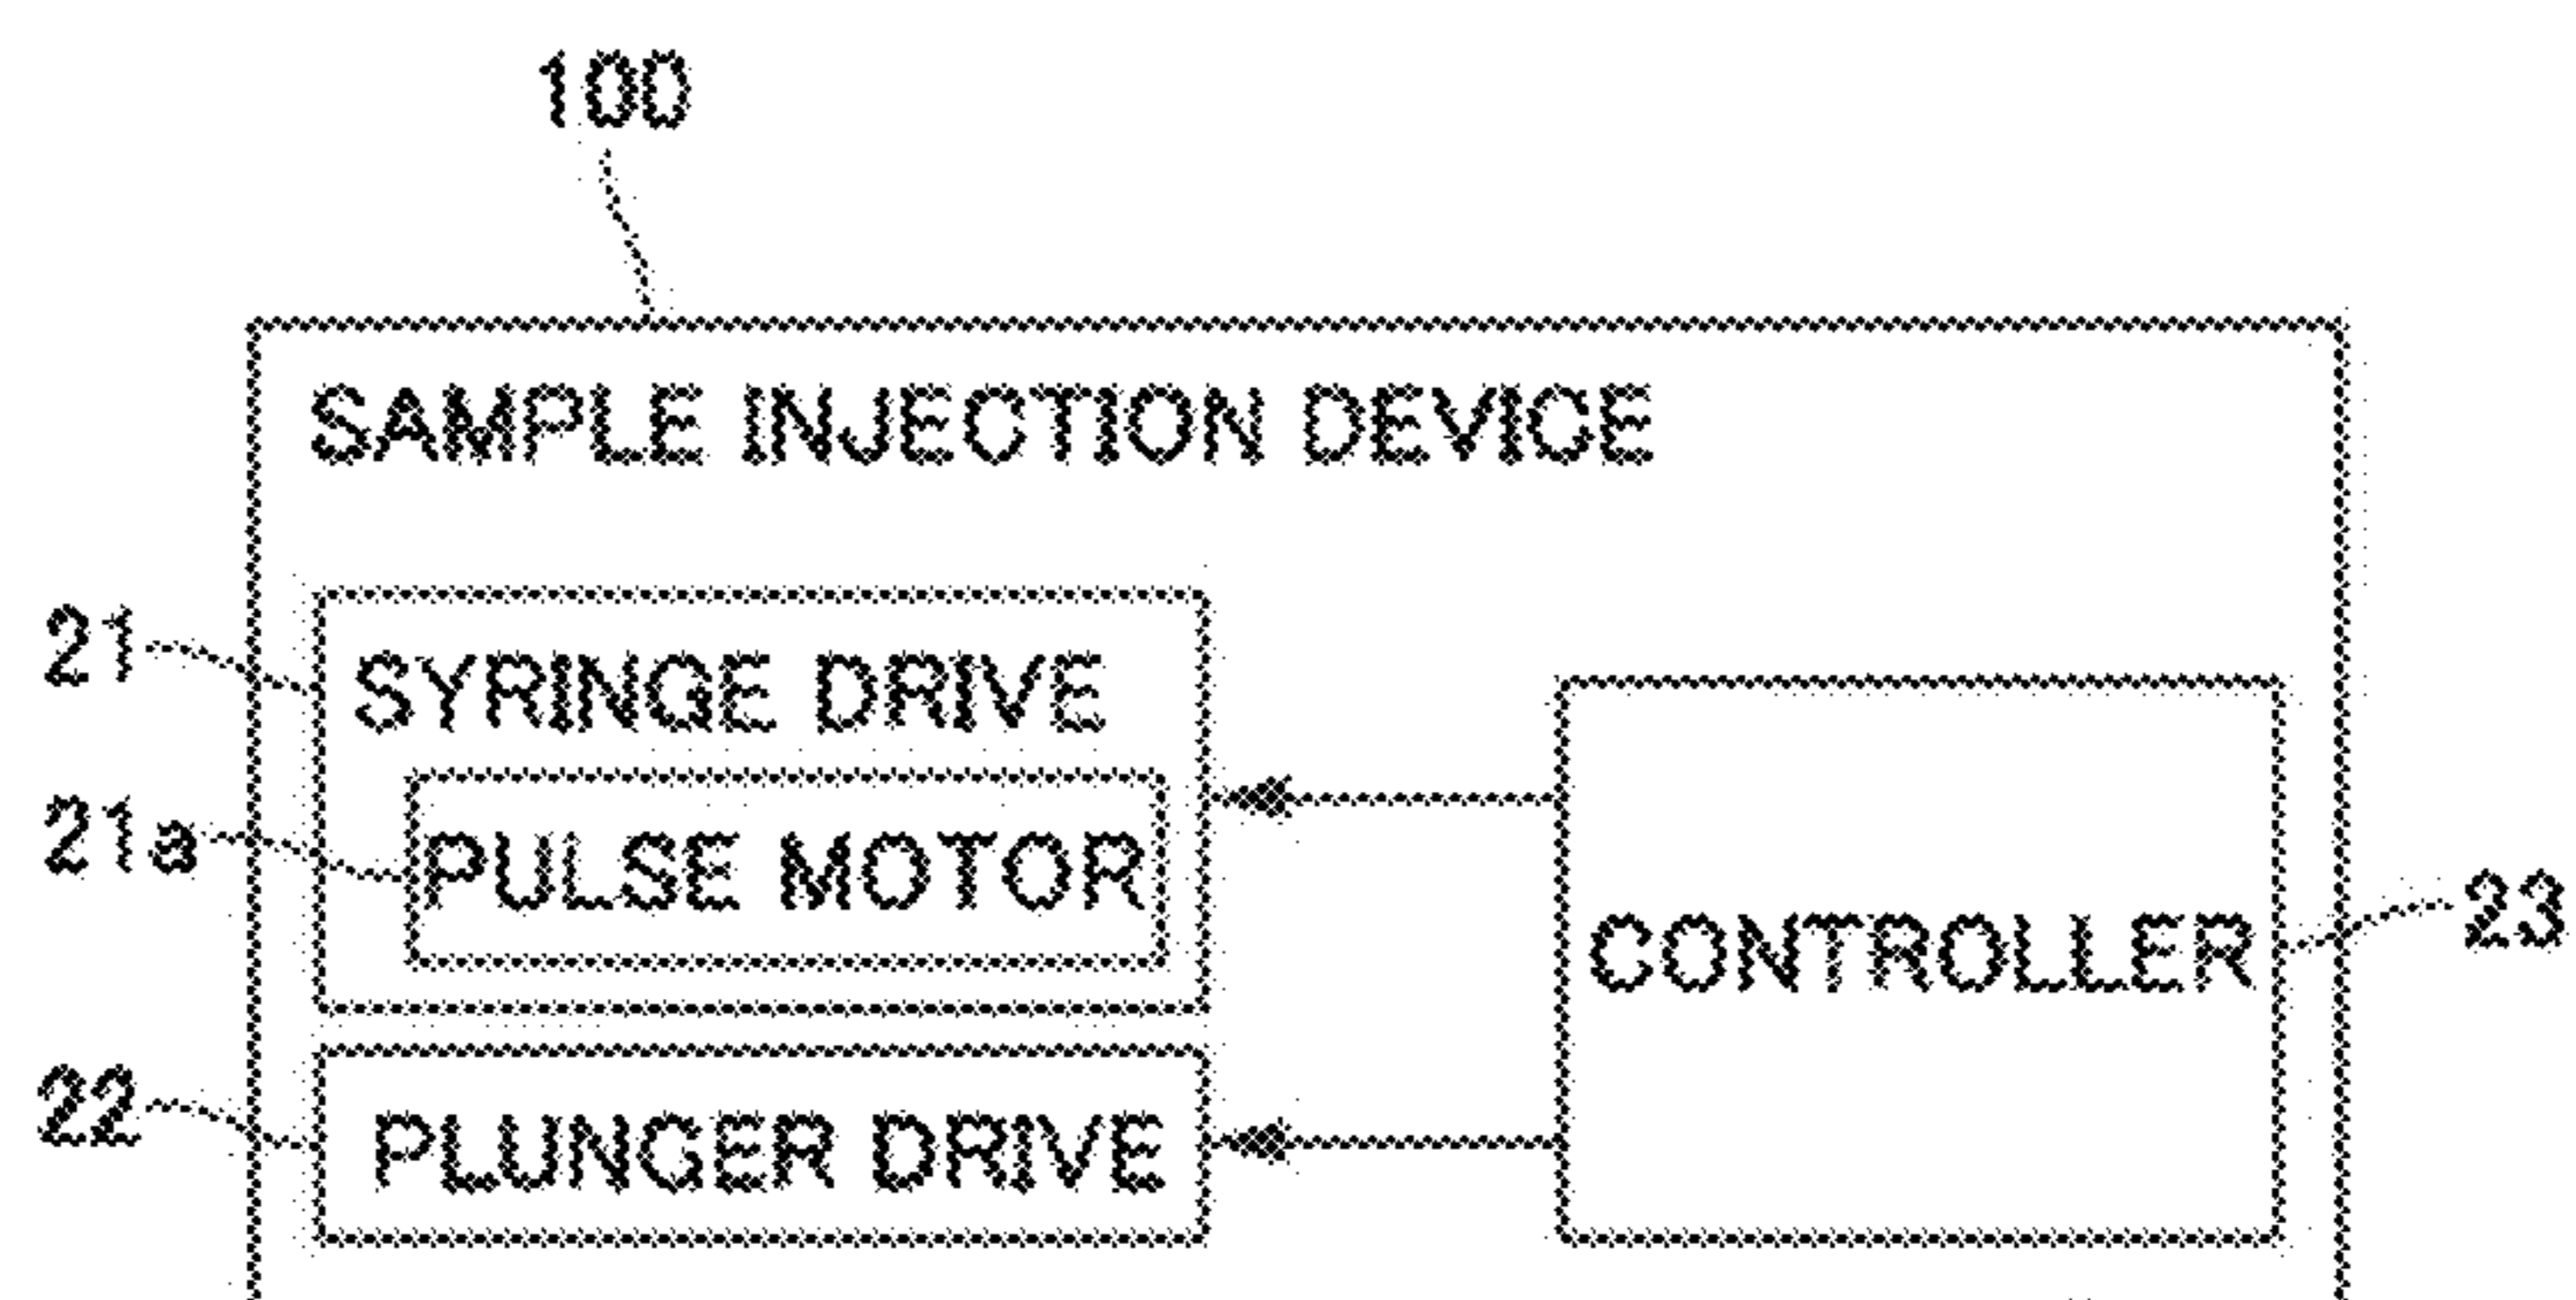 100
SAMPLE INJECTION DEVICE
21
SYRINGE DRIVE
21a
PULSE MOTOR
CONTROLLER
23
22
PLUNGER DRIVE